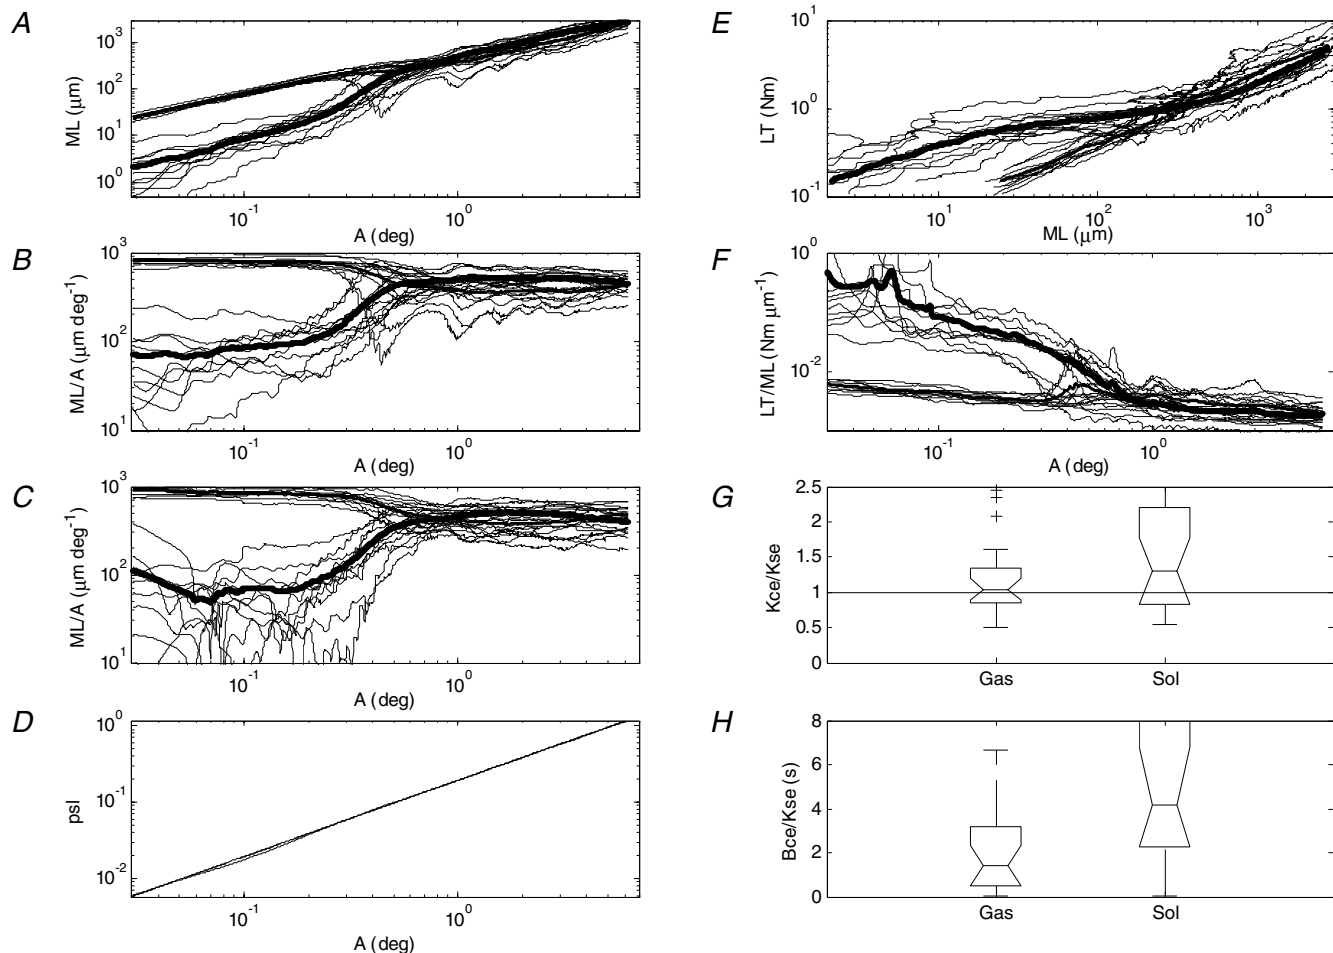 A
ML (μm)
10³
10²
10¹
10⁰
10⁻¹
10⁰
A (deg)
B
ML/A (μm deg⁻¹)
10³
10²
10¹
10⁻¹
10⁰
A (deg)
C
ML/A (μm deg⁻¹)
10³
10²
10¹
10⁻¹
10⁰
A (deg)
D
psl
10⁰
10⁻¹
10⁻²
10⁻¹
10⁰
A (deg)
E
LT (Nm)
10¹
10⁰
10⁻¹
10¹
10²
10³
ML (μm)
F
LT/ML (Nm μm⁻¹)
10⁰
10⁻²
10⁻¹
10⁰
A (deg)
G
Kce/Kse
2.5
2
1.5
1
0.5
0
Gas
Sol
H
Bce/Kse (s)
8
6
4
2
0
Gas
Sol